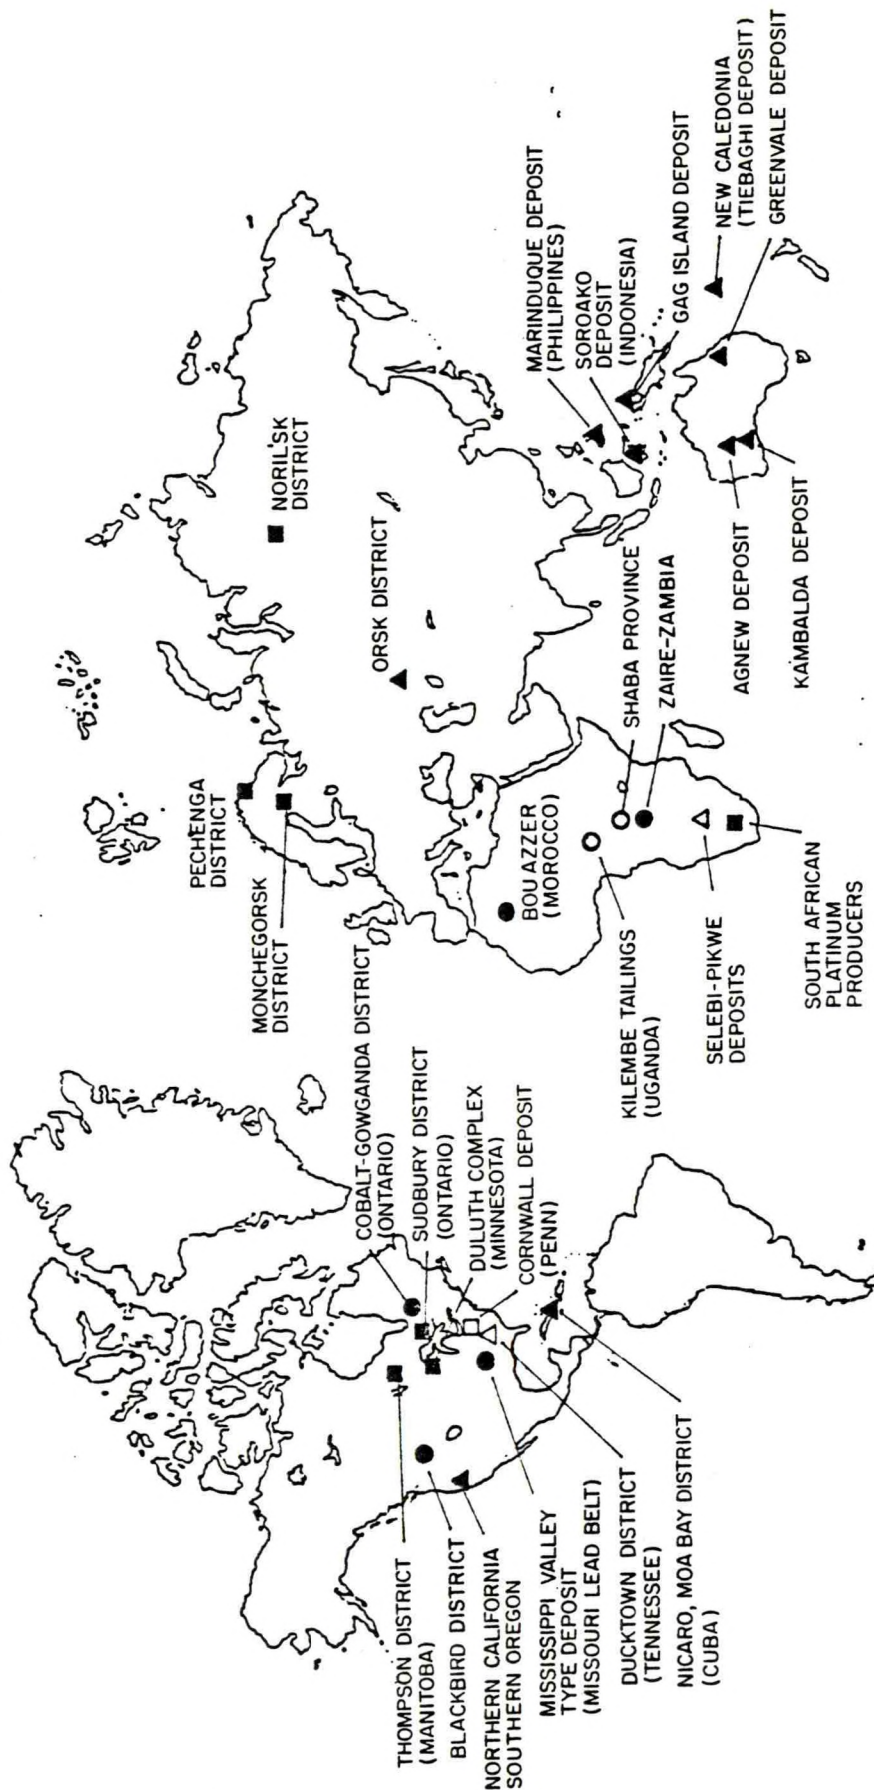 THOMPSON DISTRICT
(MANITOBA)
BLACKBIRD DISTRICT
NORTHERN CALIFORNIA
SOUTHERN OREGON
MISSISSIPPI VALLEY
TYPE DEPOSIT
(MISSOURI LEAD BELT)
DUCKTOWN DISTRICT
(TENNESSEE)
NICARO, MOA BAY DISTRICT
(CUBA)
COBALT-GOWGANDA DISTRICT
(ONTARIO)
SUDBURY DISTRICT
(ONTARIO)
DULUTH COMPLEX
(MINNESOTA)
CORNWALL DEPOSIT
(PENN)
PECHENGA
DISTRICT
MONCHEGORSK
DISTRICT
NORIL'SK
DISTRICT
ORSK DISTRICT
BOU AZZER
(MOROCCO)
KILEMBE TAILINGS
(UGANDA)
SELEBI-PIKWE
DEPOSITS
SOUTH AFRICAN
PLATINUM
PRODUCERS
SHABA PROVINCE
ZAIRE-ZAMBIA
AGNEW DEPOSIT
KAMBALDA DEPOSIT
MARINDUQUE DEPOSIT
(PHILIPPINES)
SOROAKO
DEPOSIT
(INDONESIA)
GAG ISLAND DEPOSIT
NEW CALEDONIA
(TIEBAGHI DEPOSIT)
GREENVALE DEPOSIT